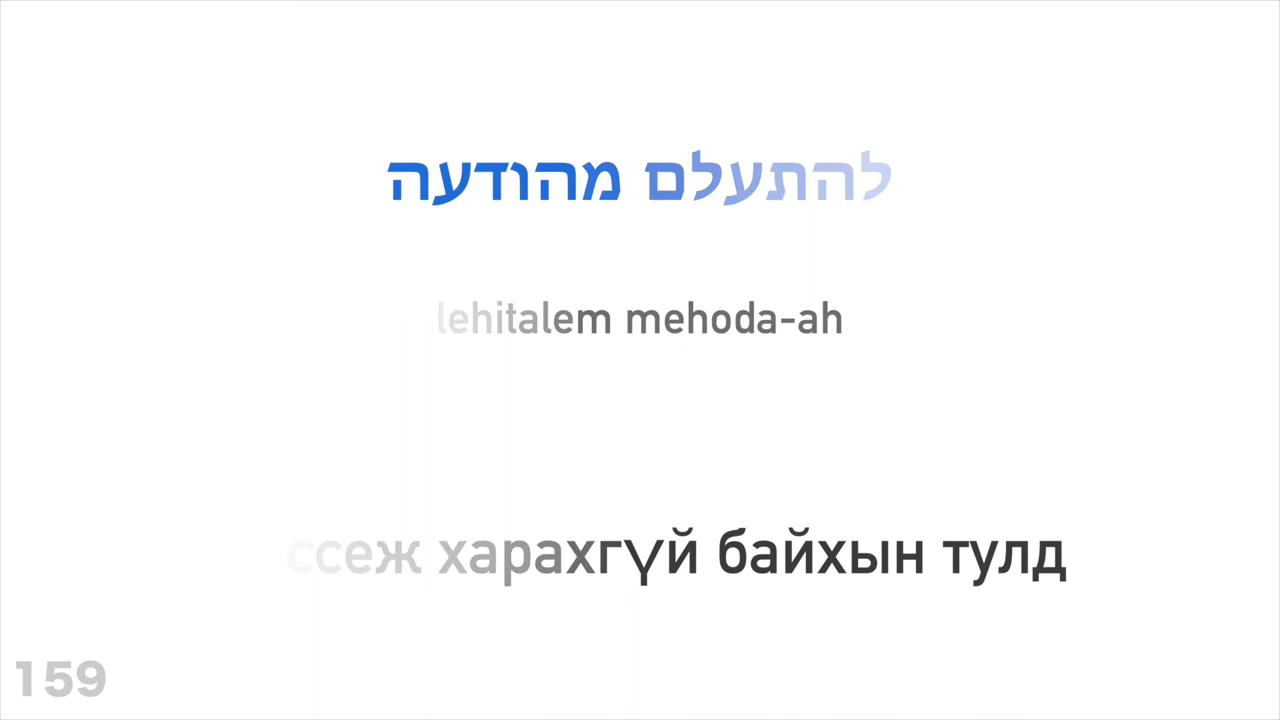 להתעלם מהודעה
lehitalem mehoda-ah
харахгүй байхын тулд
159